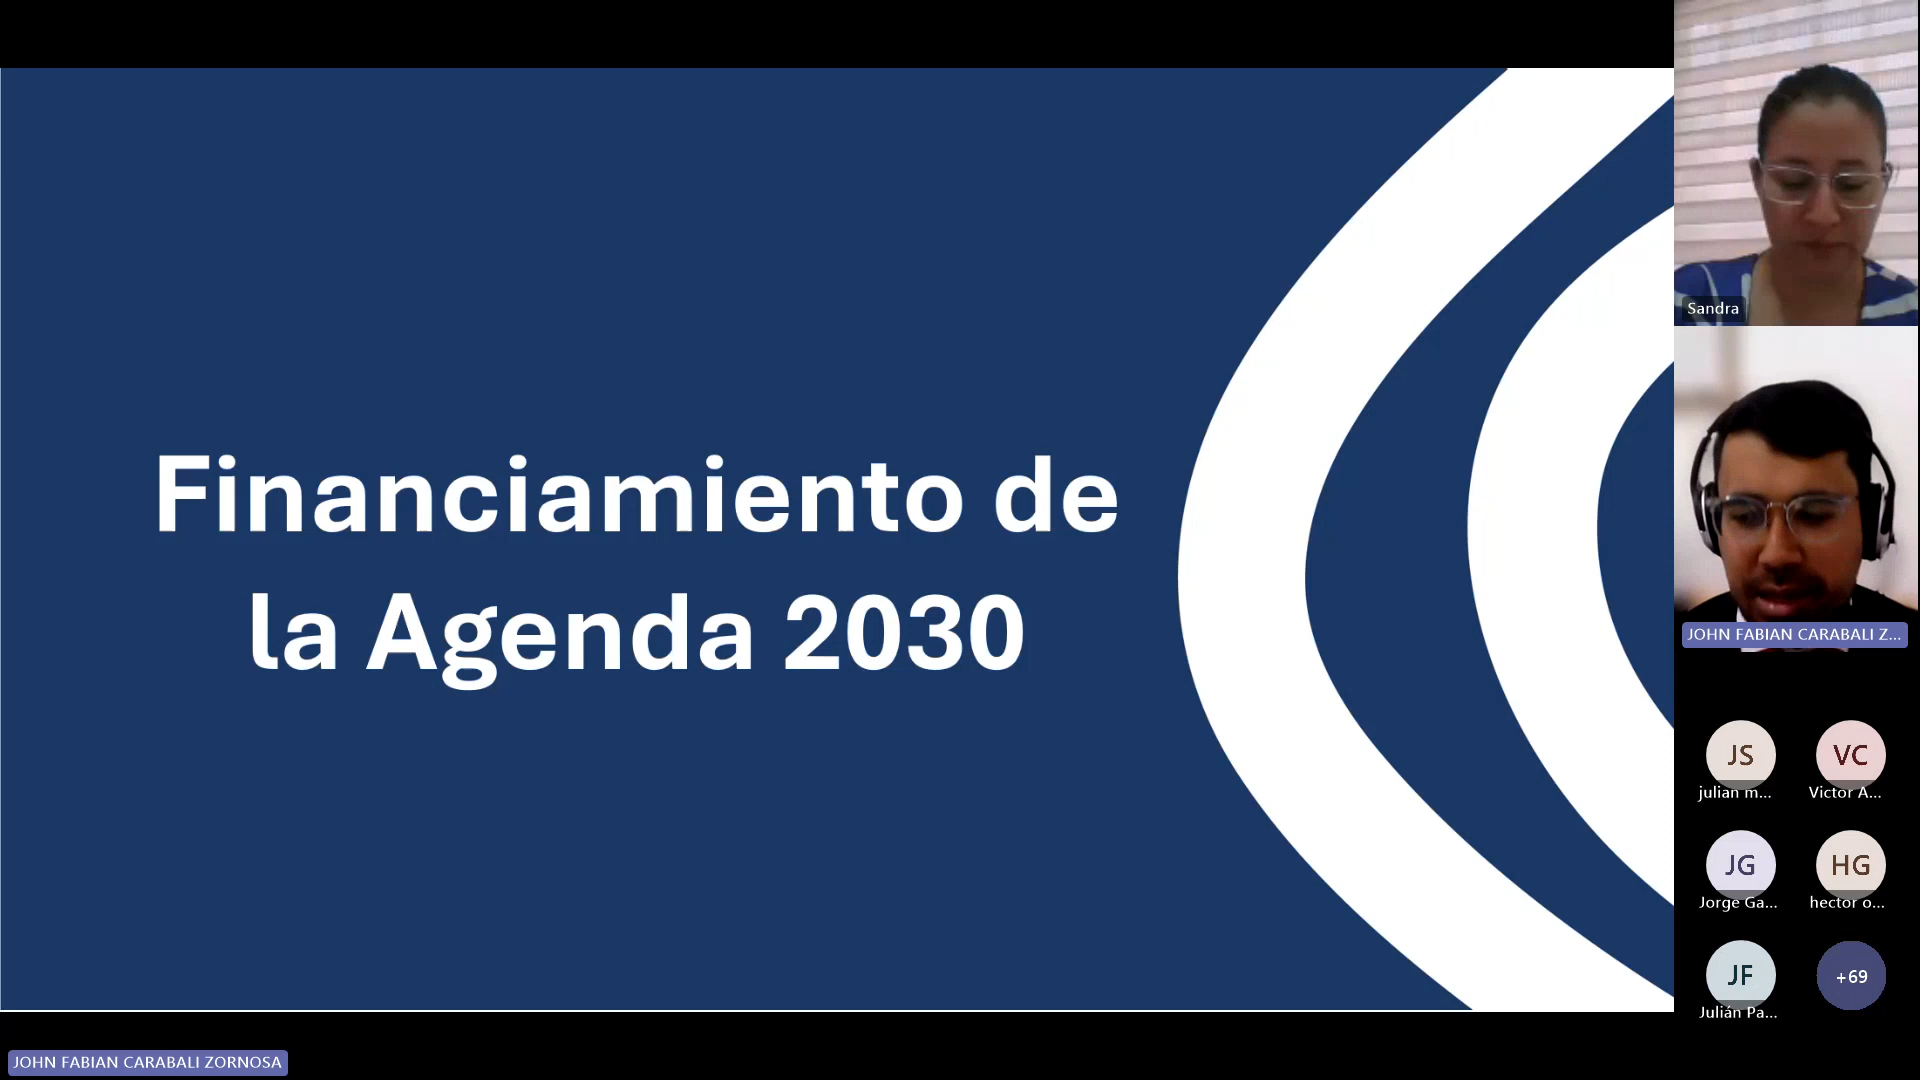 Financiamiento de
la Agenda 2030
Sandra
JOHN FABIAN CARABALI Z...
JS
VC
julian m...
Victor A...
JG
HG
Jorge Ga...
hector o...
JF
+69
Julián Pa...
JOHN FABIAN CARABALI ZORNOSA